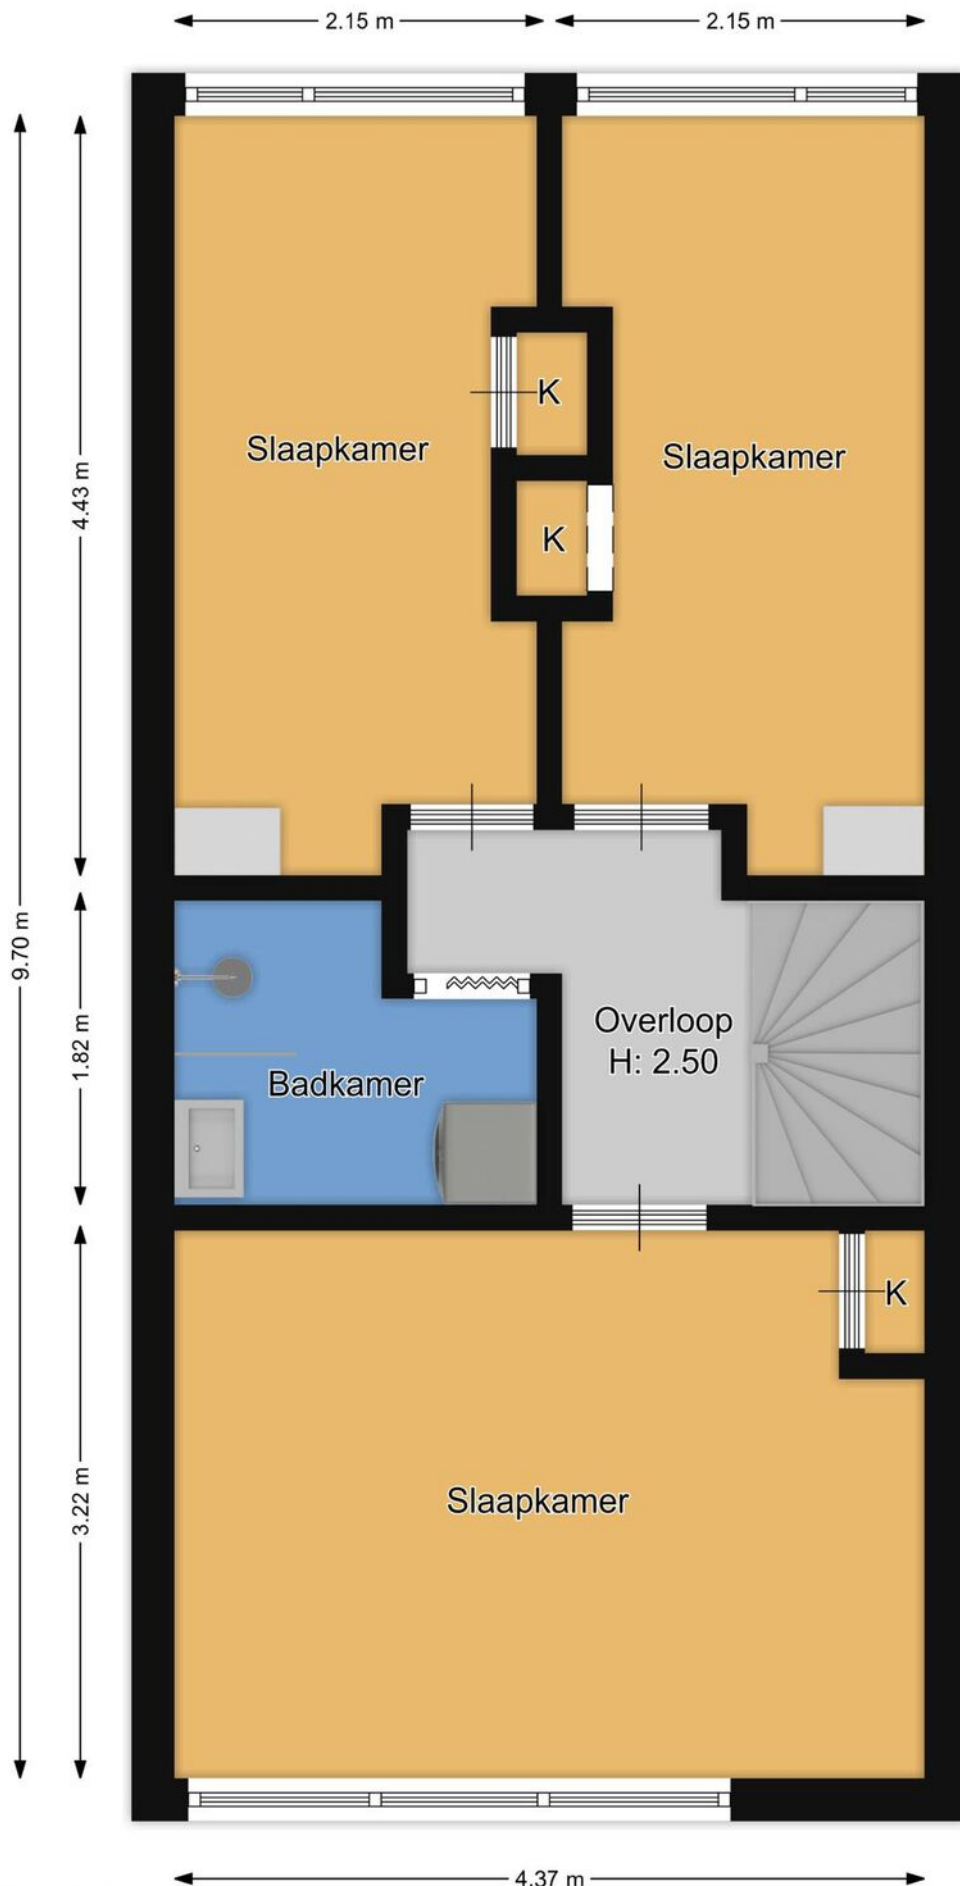 2.15 m
2.15 m
K
Slaapkamer
Slaapkamer
4.43 m
K
9.70 m
Overloop
H: 2.50
1.82 m
Badkamer
K
3.22 m
Slaapkamer
4.37 m